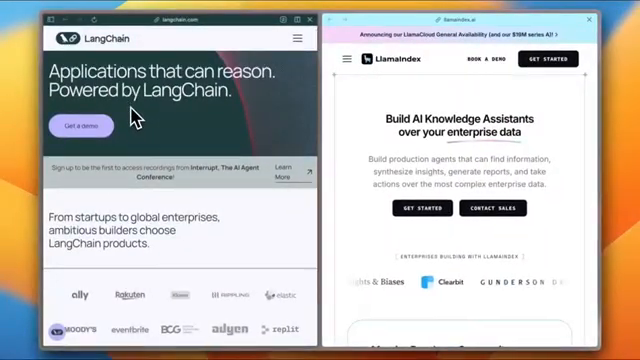 langchain.com
LangChain
Applications that can reason.
Powered by LangChain.
Get a demo
Sign up to be the first to access recordings from Interrupt, The AI Agent
Conference!
Learn
More
From startups to global enterprises,
ambitious builders choose
LangChain products.
ally
Rakuten
Klarna
RIPPLING
elastic
MOODY'S
eventbrite
BCG
adyen
replit
llamaindex.ai
Announcing our LlamaCloud General Availability (and our $19M series A)!
LlamaIndex
BOOK A DEMO
GET STARTED
Build AI Knowledge Assistants
over your enterprise data
Build production agents that can find information,
synthesize insights, generate reports, and take
actions over the most complex enterprise data.
GET STARTED
CONTACT SALES
[ ENTERPRISES BUILDING WITH LLAMAINDEX ]
ghts & Biases
Clearbit
GUNDERSON D